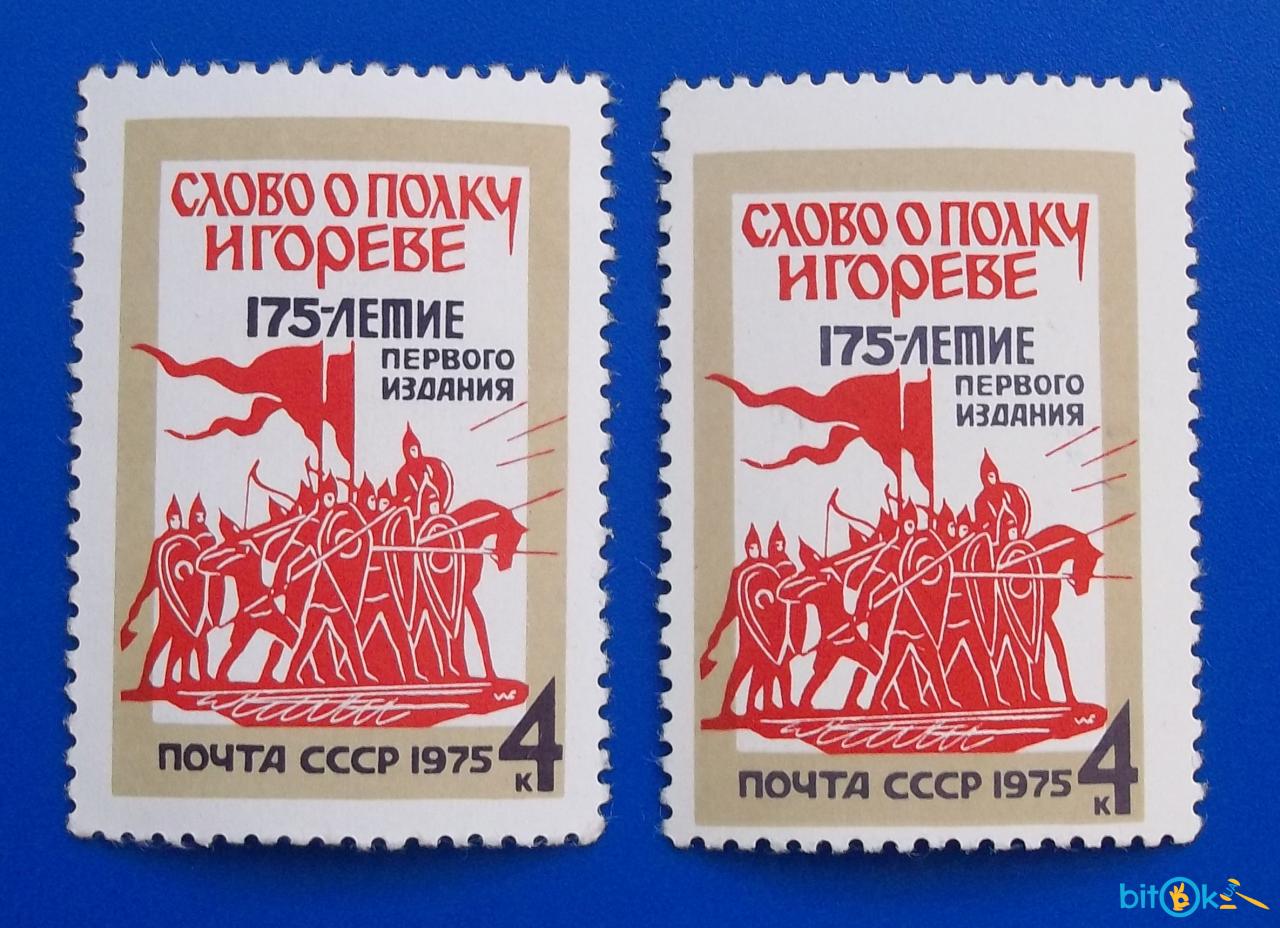 СЛОВО О ПОЛКУ
ИГОРЕВЕ
175-ЛЕТИЕ
ПЕРВОГО
ИЗДАНИЯ
ПОЧТА СССР 1975 4
к
СЛОВО О ПОЛКУ
ИГОРЕВЕ
175-ЛЕТИЕ
ПЕРВОГО
ИЗДАНИЯ
ПОЧТА СССР 1975 4
к
bitOk